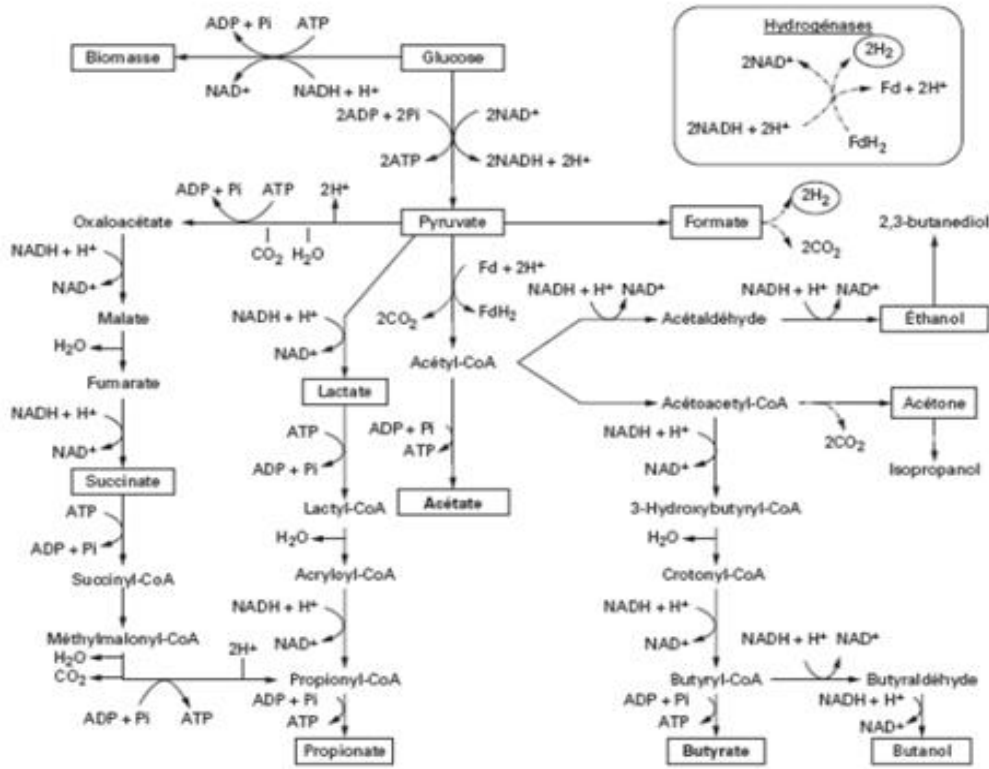 ADP + Pi ATP
Hydrogénases
Biomasse
Glucose
2NAD+
2H2
NAD+
NADH + H+
Fd + 2H+
2ADP + 2Pi
2NAD+
2NADH + 2H+
FdH2
2ATP
2NADH + 2H+
ADP + Pi ATP
2H+
2H2
Oxaloacétate
Pyruvate
Formate
2,3-butanediol
CO2
H2O
2CO2
NADH + H+
Fd + 2H+
NADH + H+ NAD+
NADH + H+ NAD+
NAD+
NADH + H+
2CO2
FdH2
Malate
Acétaldéhyde
Éthanol
H2O
NAD+
Acétyl-CoA
Fumarate
Lactate
Acétoacetyl-CoA
Acétone
NADH + H+
ATP
ADP + Pi
NADH + H+
2CO2
NAD+
ADP + Pi
ATP
NAD+
Isopropanol
Succinate
Lactyl-CoA
Acétate
3-Hydroxybutyryl-CoA
ATP
H2O
H2O
ADP + Pi
Succinyl-CoA
Acryloyl-CoA
Crotonyl-CoA
NADH + H+
NADH + H+
Méthylmalonyl-CoA
NAD+
NAD+
NADH + H+ NAD+
H2O
2H+
CO2
Propionyl-CoA
Butyryl-CoA
Butyraldéhyde
ADP + Pi
ATP
ADP + Pi
ADP + Pi
NADH + H+
ATP
ATP
NAD+
Propionate
Butyrate
Butanol